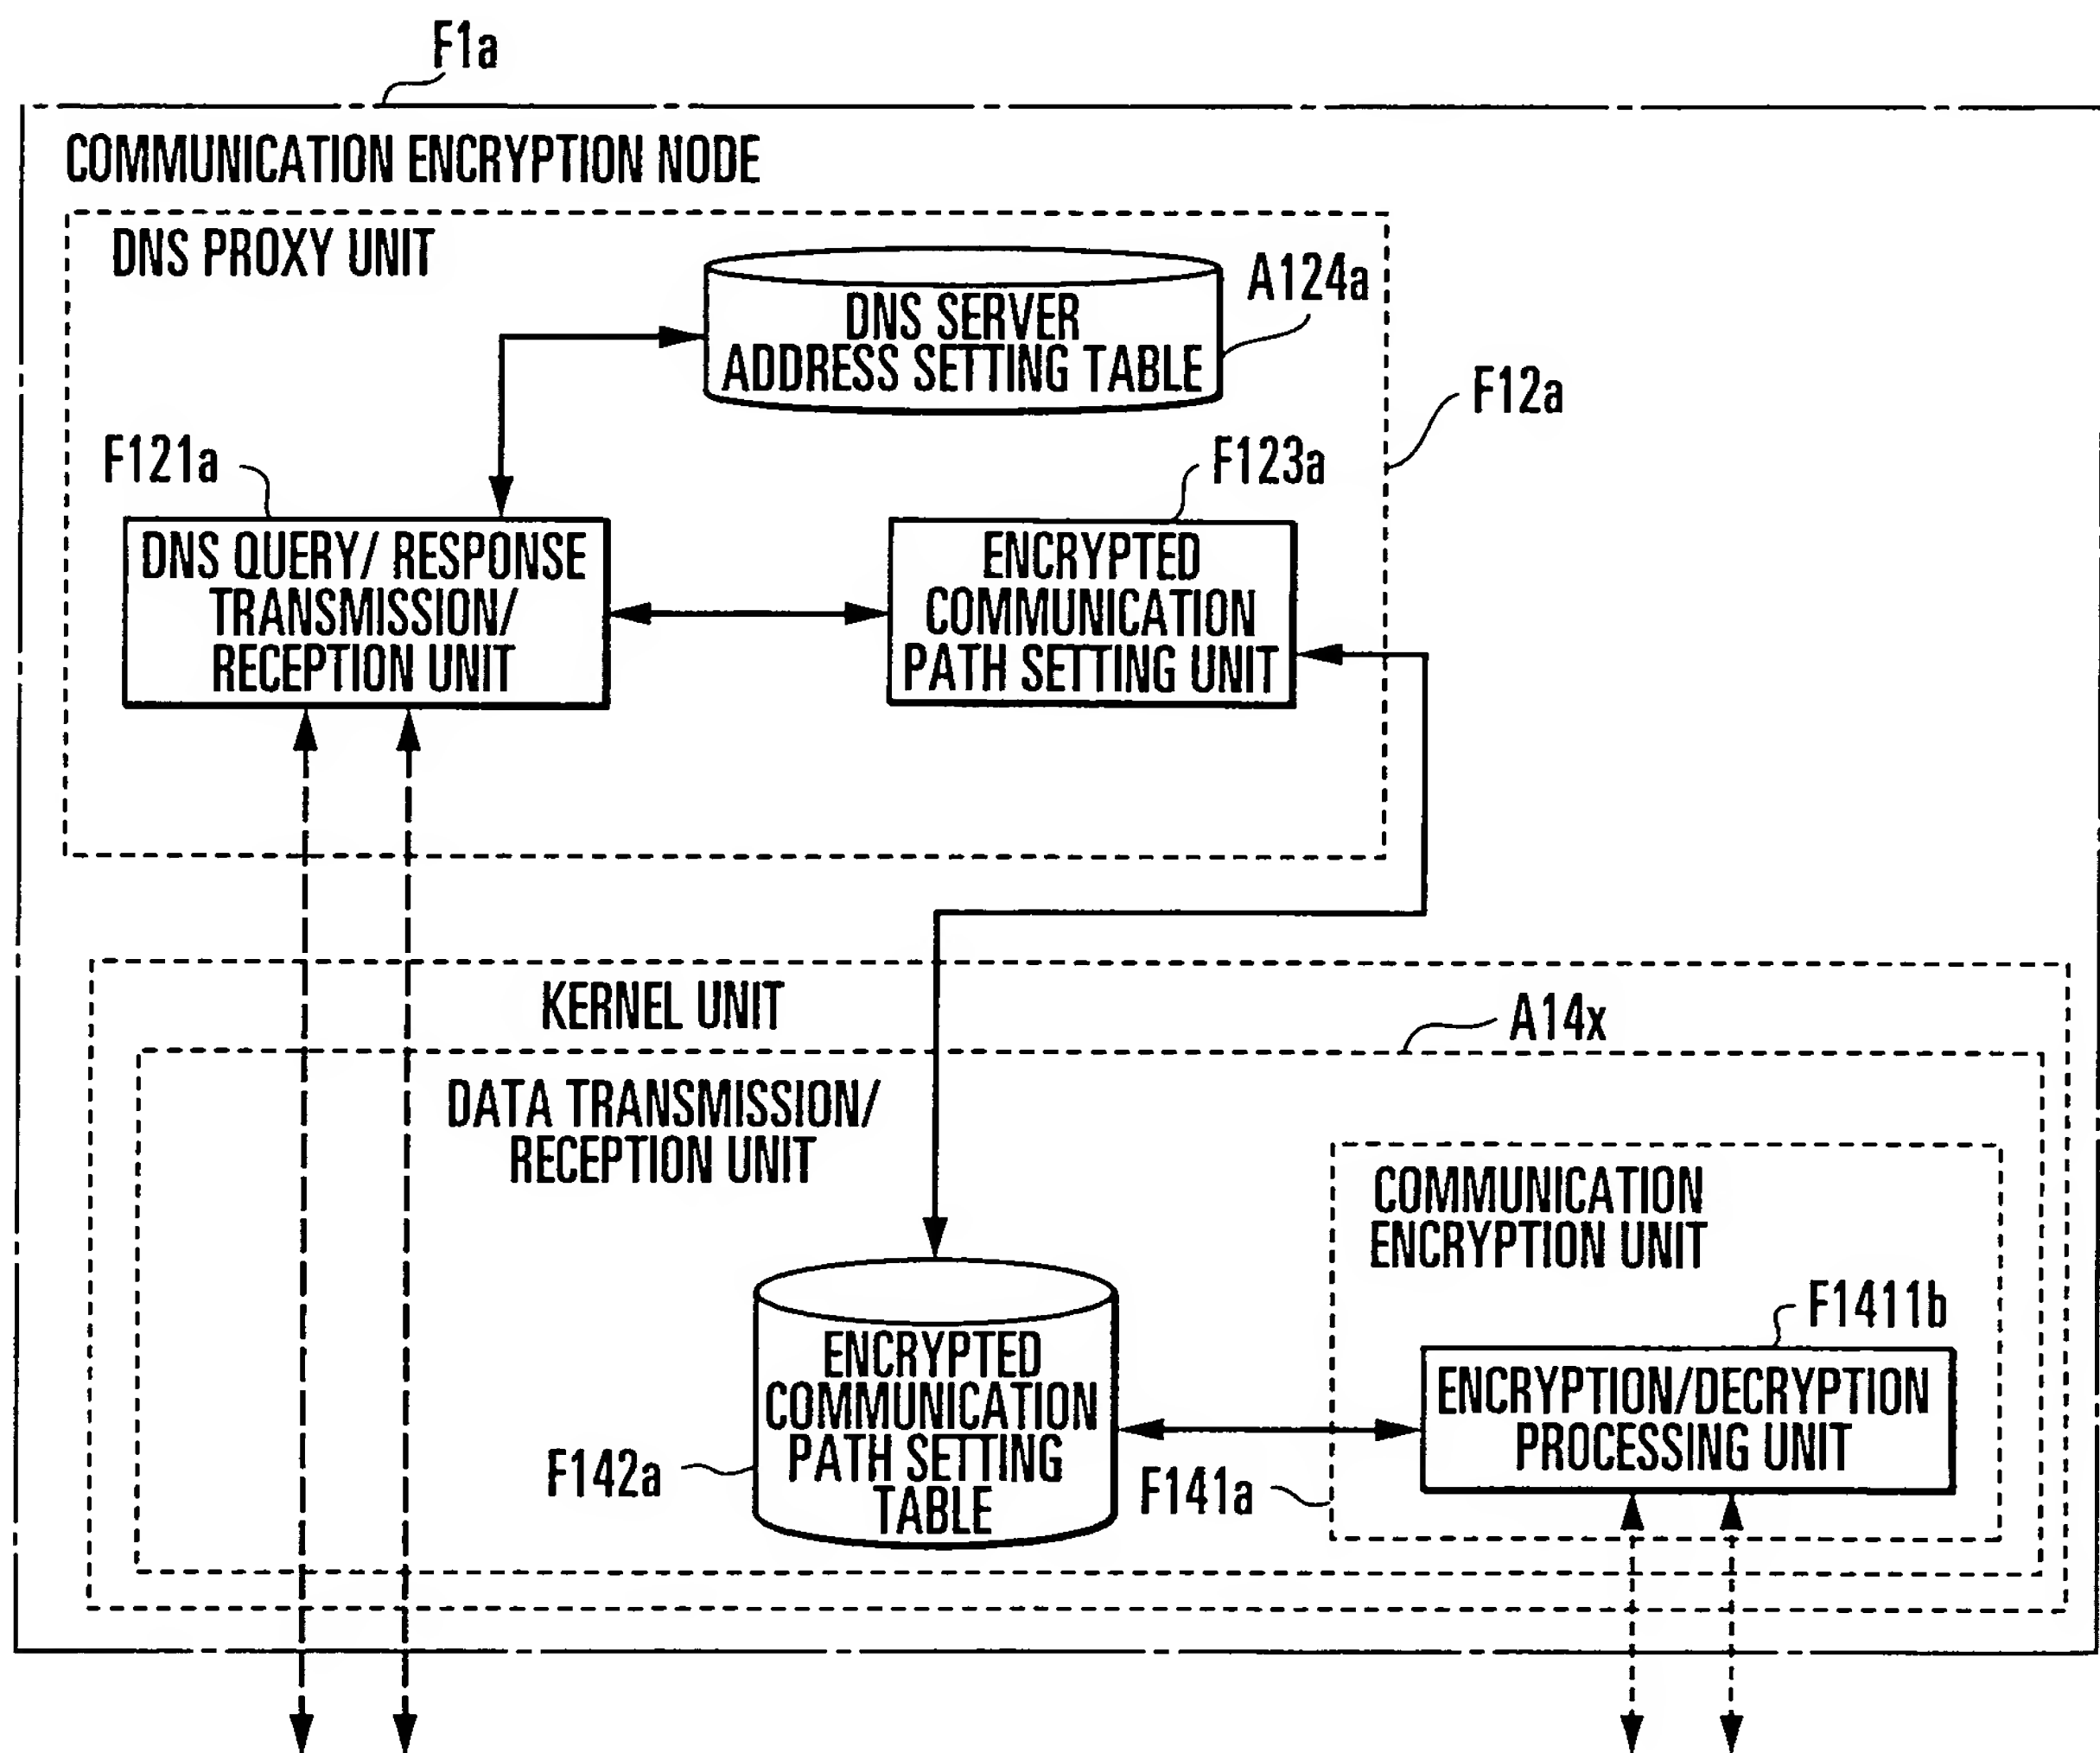 F1a
COMMUNICATION ENCRYPTION NODE
DNS PROXY UNIT
DNS SERVER
ADDRESS SETTING TABLE
A124a
F12a
F121a
DNS QUERY/ RESPONSE
TRANSMISSION/
RECEPTION UNIT
F123a
ENCRYPTED
COMMUNICATION
PATH SETTING UNIT
KERNEL UNIT
A14x
DATA TRANSMISSION/
RECEPTION UNIT
COMMUNICATION
ENCRYPTION UNIT
F1411b
ENCRYPTION/DECRYPTION
PROCESSING UNIT
ENCRYPTED
COMMUNICATION
PATH SETTING
TABLE
F142a
F141a